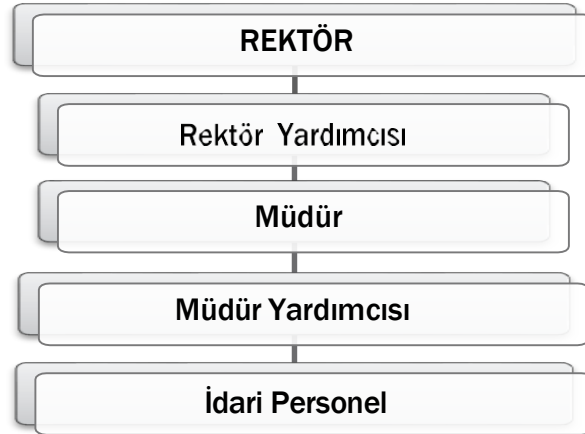 REKTÖR
Rektör Yardımcısı
Müdür
Müdür Yardımcısı
İdari Personel